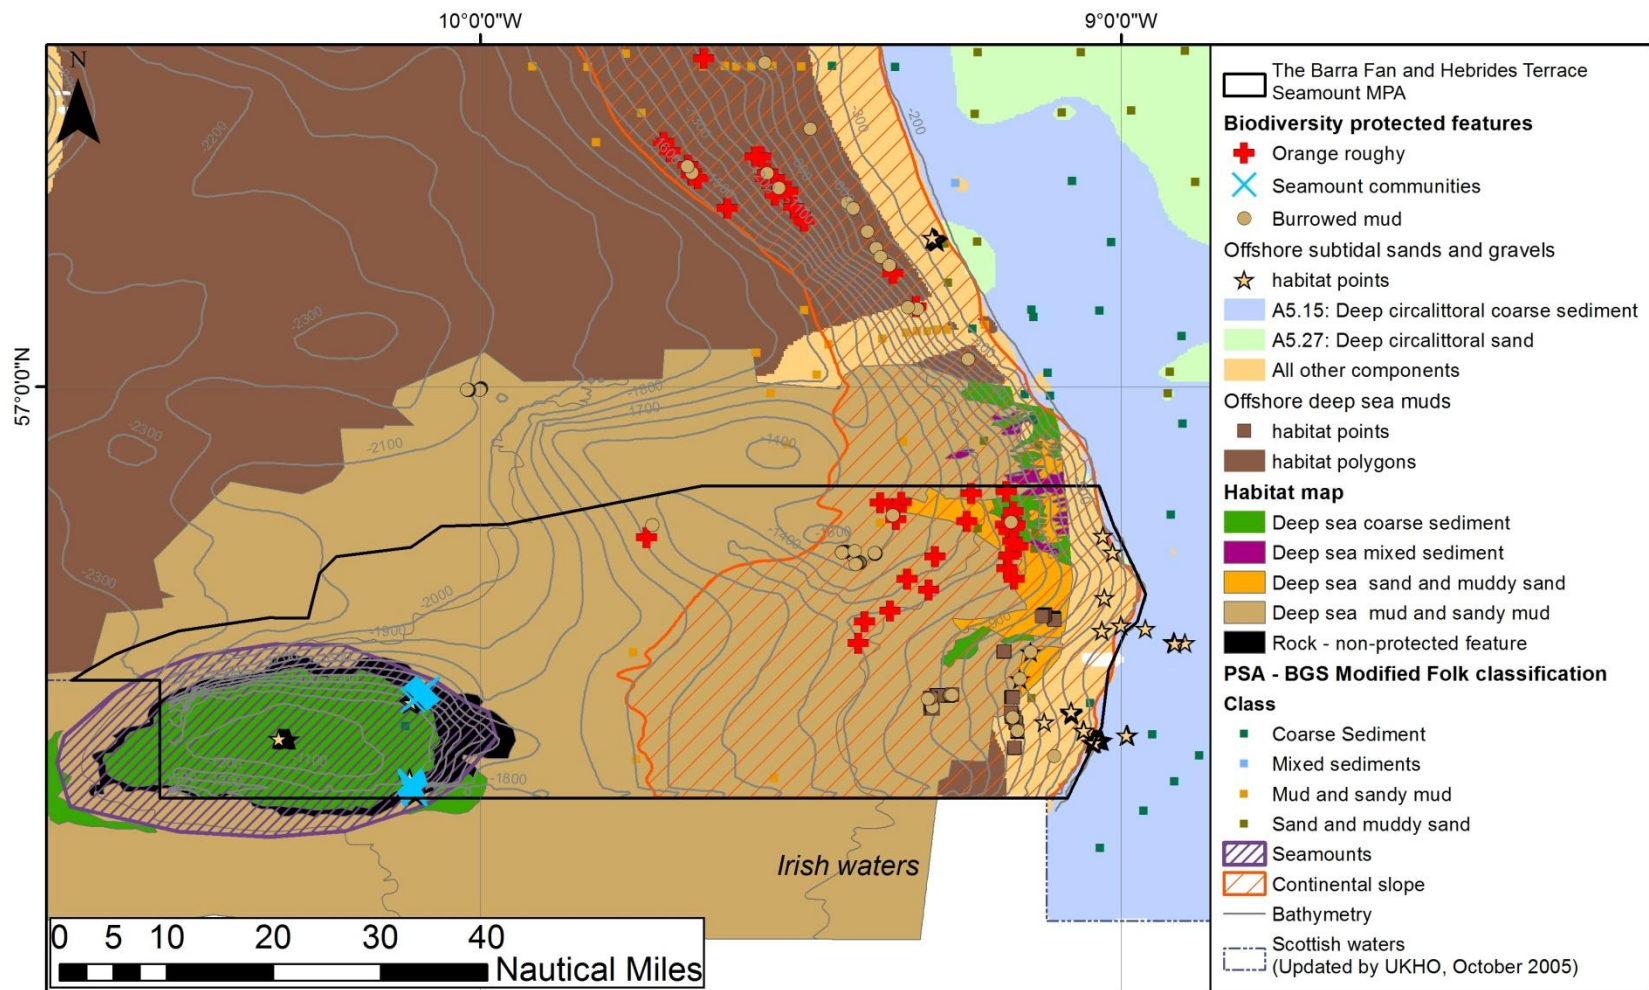 10°0'0"W
9°0'0"W
N
57°0'0"N
-2200
-2300
-2300
-2100
-1800
-1700
-1400
-300
-200
-2300
-2000
-1900
-1400
-1800
Irish waters
0 5 10 20 30 40
Nautical Miles
The Barra Fan and Hebrides Terrace
Seamount MPA
Biodiversity protected features
Orange roughy
Seamount communities
Burrowed mud
Offshore subtidal sands and gravels
habitat points
A5.15: Deep circalittoral coarse sediment
A5.27: Deep circalittoral sand
All other components
Offshore deep sea muds
habitat points
habitat polygons
Habitat map
Deep sea coarse sediment
Deep sea mixed sediment
Deep sea sand and muddy sand
Deep sea mud and sandy mud
Rock - non-protected feature
PSA - BGS Modified Folk classification
Class
Coarse Sediment
Mixed sediments
Mud and sandy mud
Sand and muddy sand
Seamounts
Continental slope
Bathymetry
Scottish waters
(Updated by UKHO, October 2005)